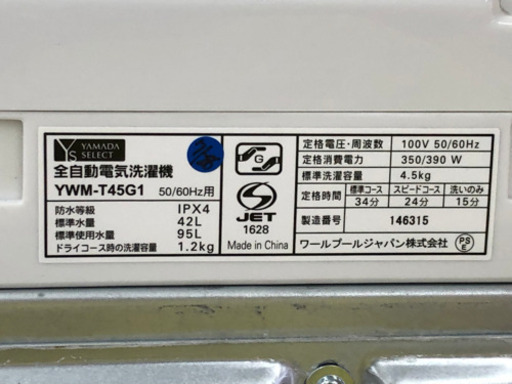 YS YAMADA SELECT
全自動電気洗濯機
YWM-T45G1 50/60Hz用
防水等級 IPX4
標準水量 42L
標準使用水量 95L
ドライコース時の洗濯容量 1.2kg
G
S
JET
1628
Made in China
定格電圧・周波数 100V 50/60Hz
定格消費電力 350/390 W
標準洗濯容量 4.5kg
定格時間 標準コース スピードコース 洗いのみ
34分 24分 15分
製造番号 146315
ワールプールジャパン株式会社 PSE